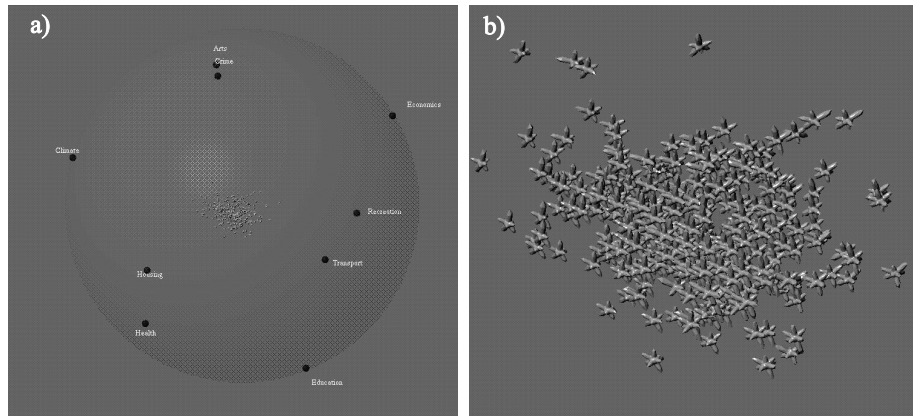 a)
b)
Arts
Crime
Economics
Climate
Recreation
Transport
Housing
Health
Education